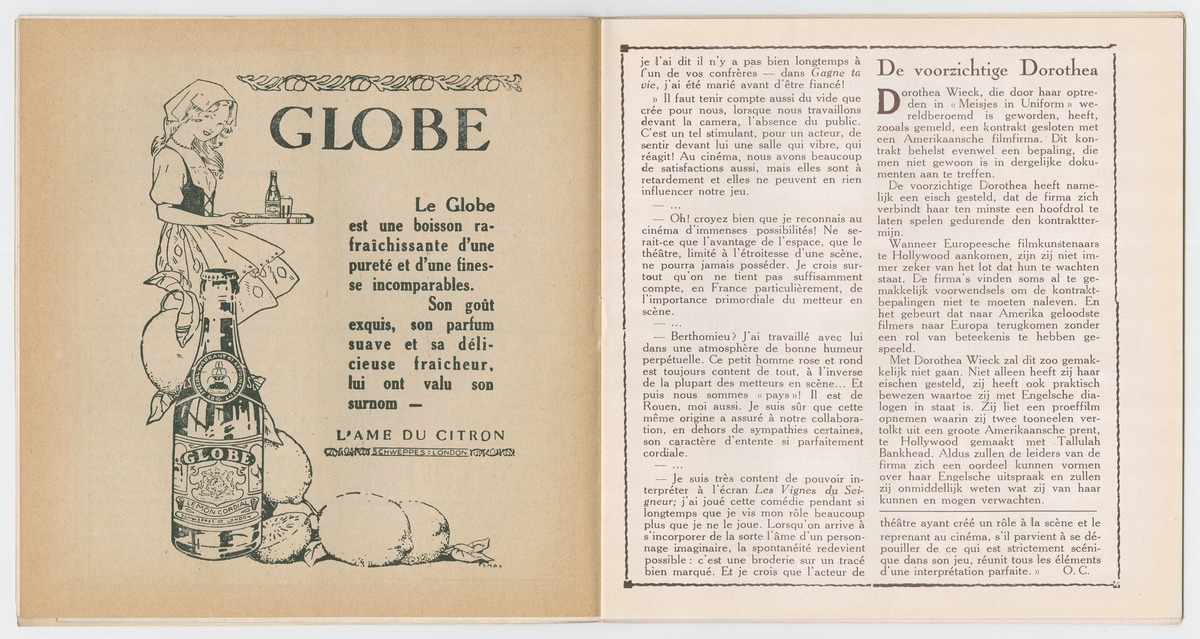 GLOBE
Le Globe
est une boisson ra-
fraîchissante d'une
pureté et d'une fines-
se incomparables.
Son goût
exquis, son parfum
suave et sa déli-
cieuse fraîcheur,
lui ont valu son
surnom —
L'AME DU CITRON
SCHWEPPES=LONDON
GLOBE
LEMON CORDIAL
SCHWEPPES LONDON
je l'ai dit il n'y a pas bien longtemps à
l'un de vos confrères — dans Gagne ta
vie, j'ai été marié avant d'être fiancé!
» Il faut tenir compte aussi du vide que
crée pour nous, lorsque nous travaillons
devant la camera, l'absence du public.
C'est un tel stimulant, pour un acteur, de
sentir devant lui une salle qui vibre, qui
réagit! Au cinéma, nous avons beaucoup
de satisfactions aussi, mais elles sont à
retardement et elles ne peuvent en rien
influencer notre jeu.
— ...
— Oh! croyez bien que je reconnais au
cinéma d'immenses possibilités! Ne se-
rait-ce que l'avantage de l'espace, que le
théâtre, limité à l'étroitesse d'une scène,
ne pourra jamais posséder. Je crois sur-
tout qu'on ne tient pas suffisamment
compte, en France particulièrement, de
l'importance primordiale du metteur en
scène.
— ...
— Berthomieu? J'ai travaillé avec lui
dans une atmosphère de bonne humeur
perpétuelle. Ce petit homme rose et rond
est toujours content de tout, à l'inverse
de la plupart des metteurs en scène... Et
puis nous sommes « pays »! Il est de
Rouen, moi aussi. Je suis sûr que cette
même origine a assuré à notre collabora-
tion, en dehors de sympathies certaines,
son caractère d'entente si parfaitement
cordiale.
— ...
— Je suis très content de pouvoir in-
terpréter à l'écran Les Vignes du Sei-
gneur; j'ai joué cette comédie pendant si
longtemps que je vis mon rôle beaucoup
plus que je ne le joue. Lorsqu'on arrive à
s'incorporer de la sorte l'âme d'un person-
nage imaginaire, la spontanéité redevient
possible : c'est une broderie sur un tracé
bien marqué. Et je crois que l'acteur de
De voorzichtige Dorothea
Dorothea Wieck, die door haar optre-
den in « Meisjes in Uniform » we-
reldberoemd is geworden, heeft,
zooals gemeld, een kontrakt gesloten met
een Amerikaansche filmfirma. Dit kon-
trakt behelst evenwel een bepaling, die
men niet gewoon is in dergelijke doku-
menten aan te treffen.
De voorzichtige Dorothea heeft name-
lijk een eisch gesteld, dat de firma zich
verbindt haar ten minste een hoofdrol te
laten spelen gedurende den kontraktter-
mijn.
Wanneer Europeesche filmkunstenaars
te Hollywood aankomen, zijn zij niet im-
mer zeker van het lot dat hun te wachten
staat. De firma's vinden soms al te ge-
makkelijk voorwendsels om de kontrakt-
bepalingen niet te moeten naleven. En
het gebeurt dat naar Amerika geloodste
filmers naar Europa terugkomen zonder
een rol van beteekenis te hebben ge-
speeld.
Met Dorothea Wieck zal dit zoo gemak-
kelijk niet gaan. Niet alleen heeft zij haar
eischen gesteld, zij heeft ook praktisch
bewezen waartoe zij met Engelsche dia-
logen in staat is. Zij liet een proeffilm
opnemen waarin zij twee tooneelen ver-
tolkt uit een groote Amerikaansche prent,
te Hollywood gemaakt met Tallulah
Bankhead. Aldus zullen de leiders van de
firma zich een oordeel kunnen vormen
over haar Engelsche uitspraak en zullen
zij onmiddellijk weten wat zij van haar
kunnen en mogen verwachten.
théâtre ayant créé un rôle à la scène et le
reprenant au cinéma, s'il parvient à se dé-
pouiller de ce qui est strictement scéni-
que dans son jeu, réunit tous les éléments
d'une interprétation parfaite. » O. C.